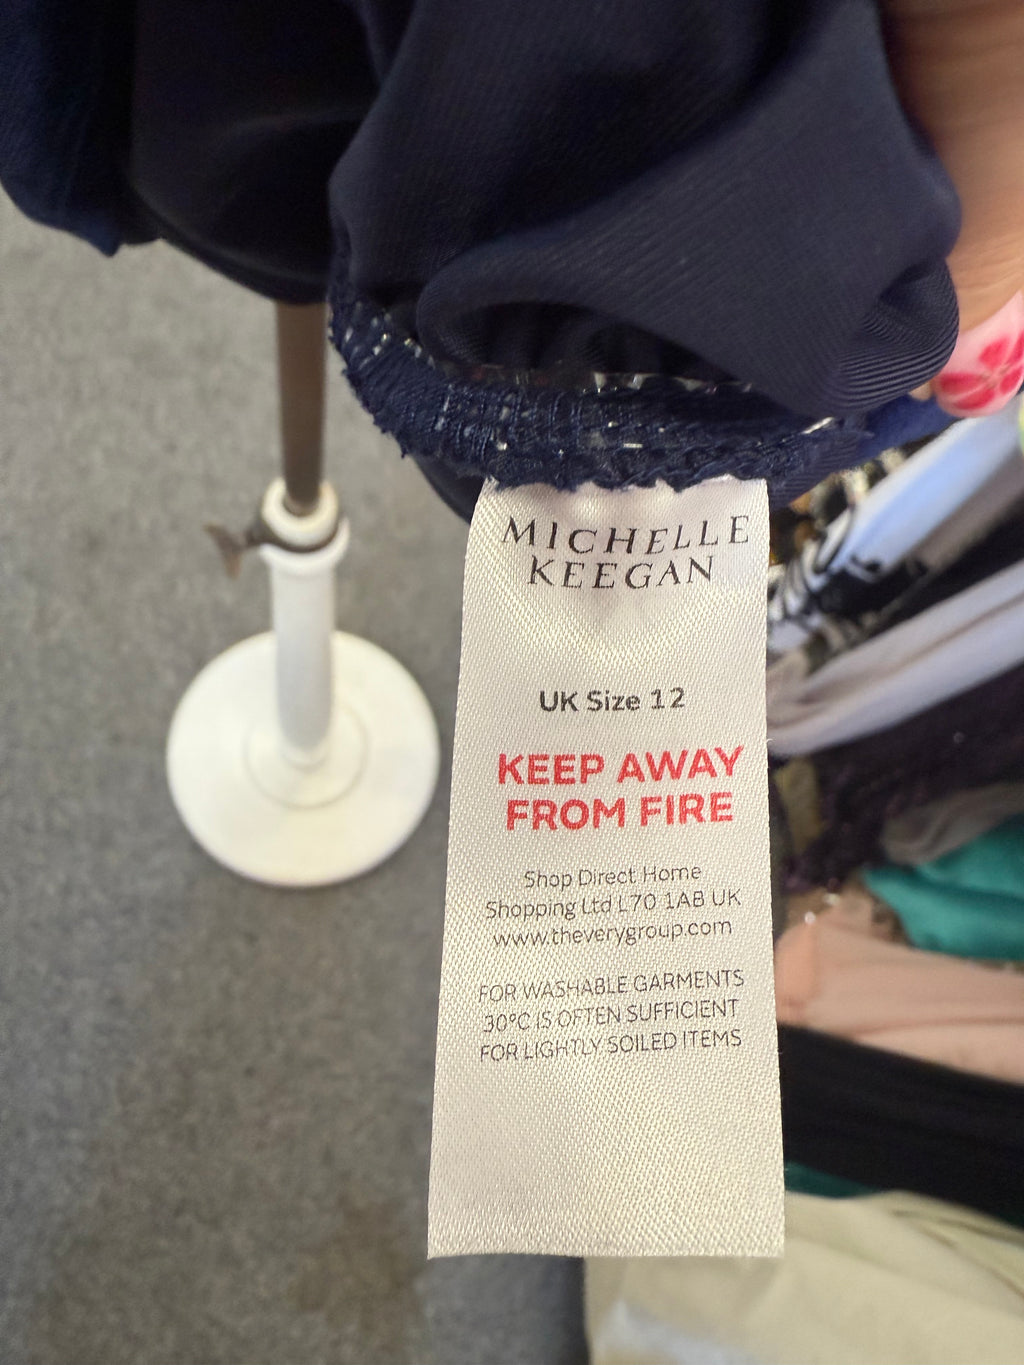 MICHELLE
KEEGAN
UK Size 12
KEEP AWAY
FROM FIRE
Shop Direct Home
Shopping Ltd L70 1AB UK
www.theverygroup.com
FOR WASHABLE GARMENTS
30°C IS OFTEN SUFFICIENT
FOR LIGHTLY SOILED ITEMS